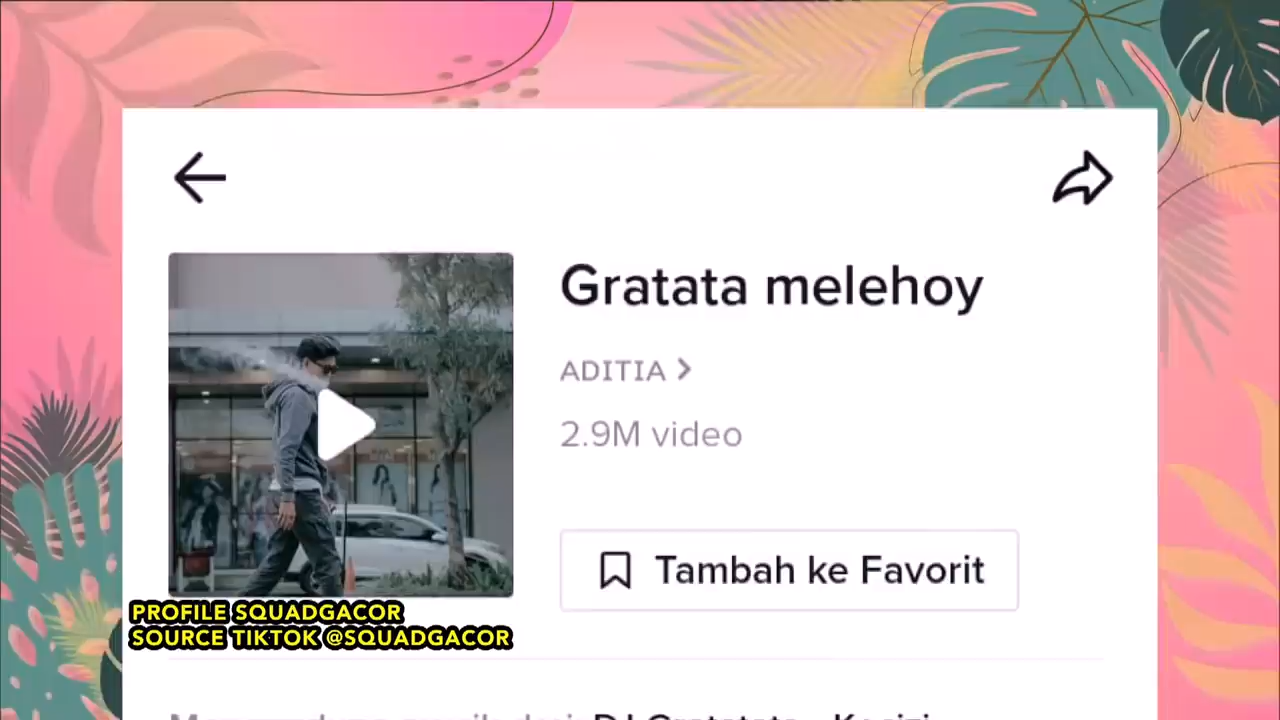 Gratata melehoy
ADITIA >
2.9M video
Tambah ke Favorit
PROFILE SQUADGACOR
SOURCE TIKTOK @SQUADGACOR